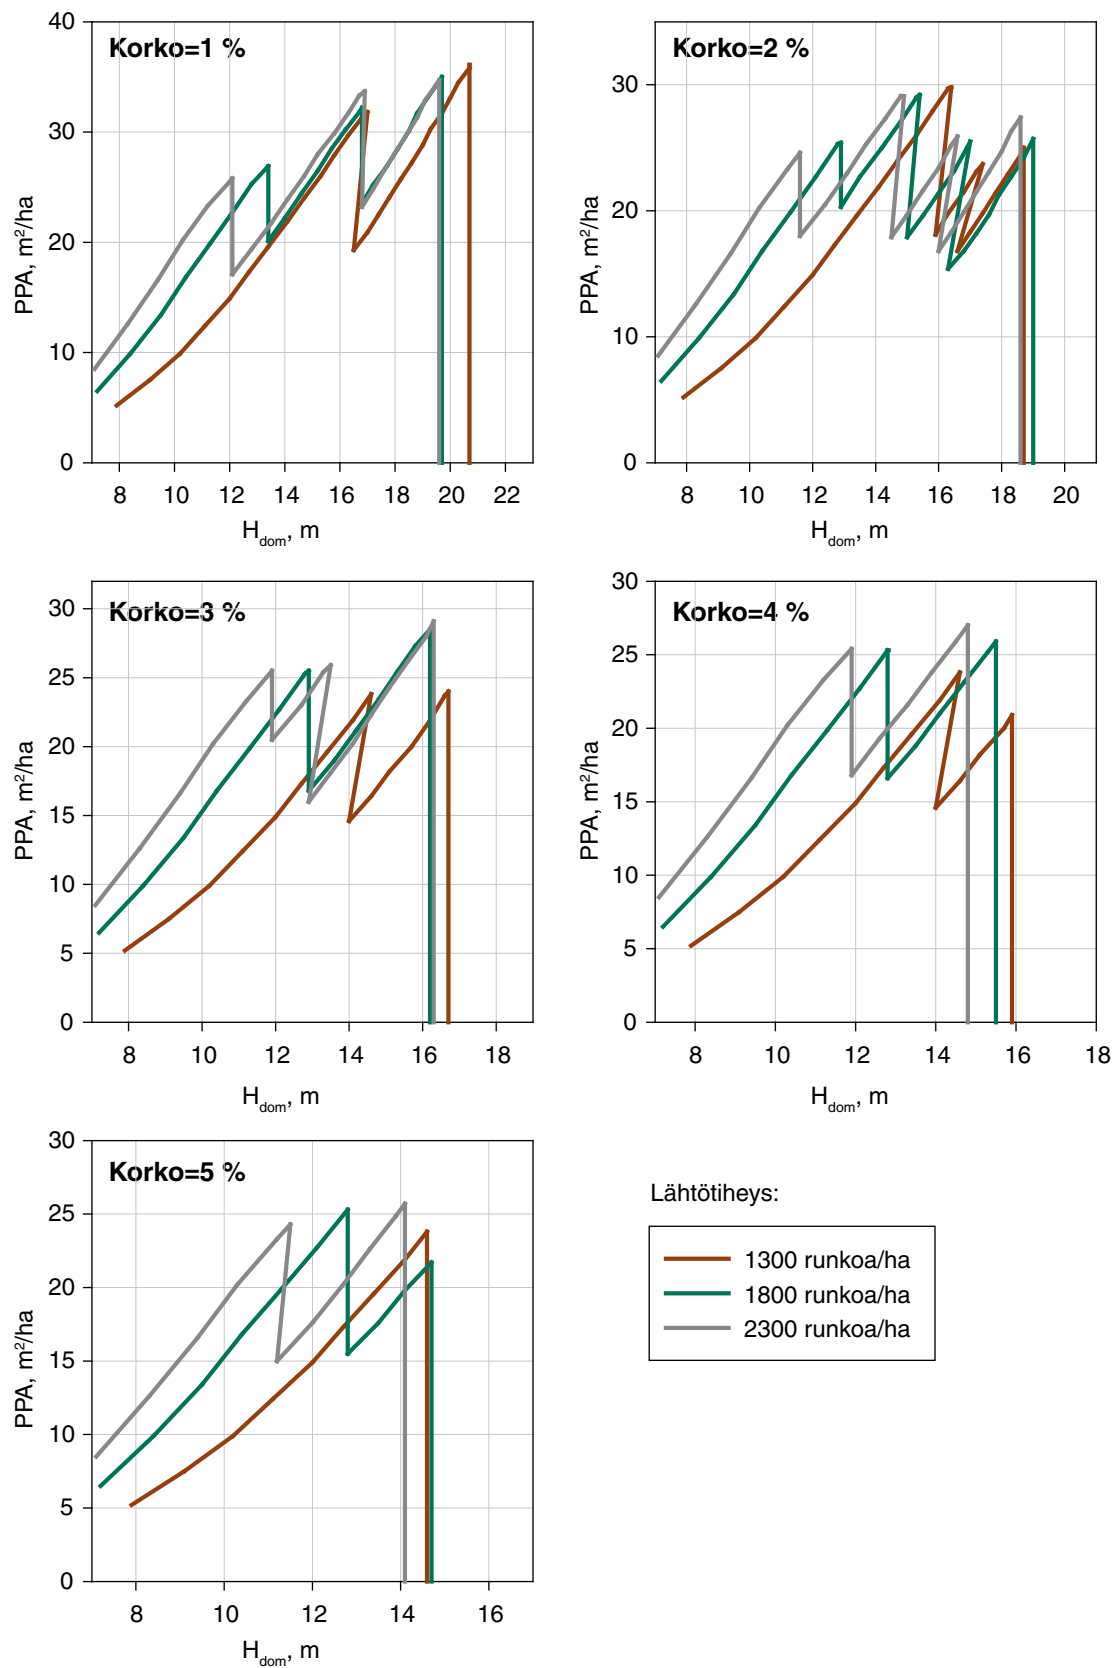 Korko=1 %
PPA, m²/ha
40
30
20
10
0
8 10 12 14 16 18 20 22
H_dom, m
Korko=2 %
PPA, m²/ha
30
20
10
0
8 10 12 14 16 18 20
H_dom, m
Korko=3 %
PPA, m²/ha
30
25
20
15
10
5
0
8 10 12 14 16 18
H_dom, m
Korko=4 %
PPA, m²/ha
30
25
20
15
10
5
0
8 10 12 14 16 18
H_dom, m
Korko=5 %
PPA, m²/ha
30
25
20
15
10
5
0
8 10 12 14 16
H_dom, m
Lähtötiheys:
1300 runkoa/ha
1800 runkoa/ha
2300 runkoa/ha